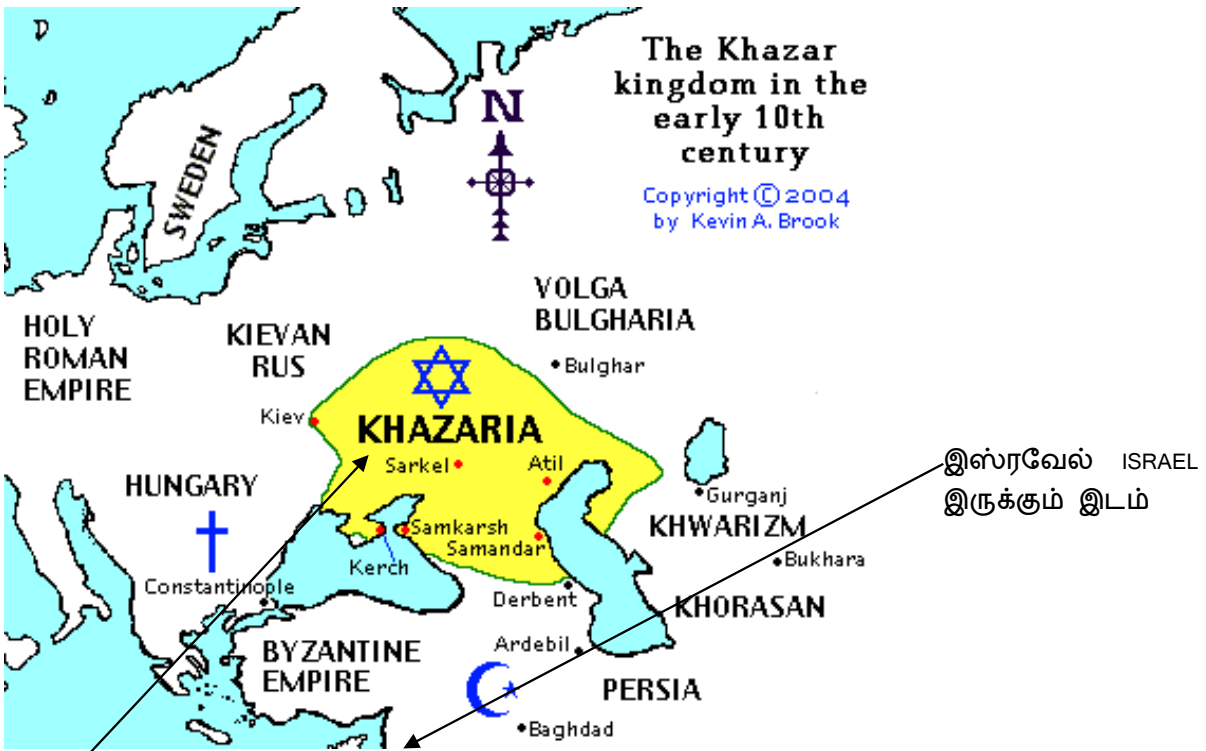 The Khazar
kingdom in the
early 10th
century
Copyright © 2004
by Kevin A. Brook
N
SWEDEN
VOLGA
BULGHARIA
HOLY
ROMAN
EMPIRE
KIEVAN
RUS
Bulghar
Kiev
KHAZARIA
Sarkel
Atil
இஸ்ரவேல் ISRAEL
இருக்கும் இடம்
HUNGARY
Gurganj
KHWARIZM
Samkarsh
Samandar
Kerch
Bukhara
Constantinople
Derbent
KHORASAN
BYZANTINE
EMPIRE
Ardebil
PERSIA
Baghdad